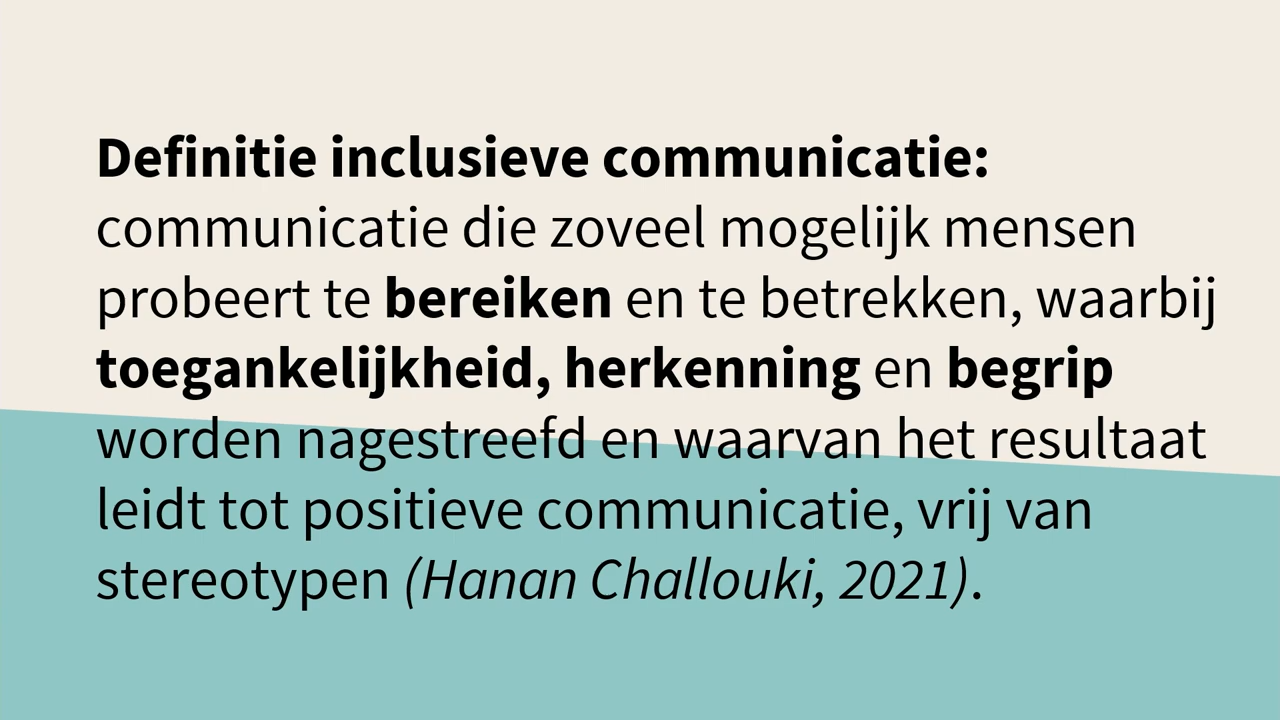 Definitie inclusieve communicatie:
communicatie die zoveel mogelijk mensen
probeert te bereiken en te betrekken, waarbij
toegankelijkheid, herkenning en begrip
worden nagestreefd en waarvan het resultaat
leidt tot positieve communicatie, vrij van
stereotypen (Hanan Challouki, 2021).